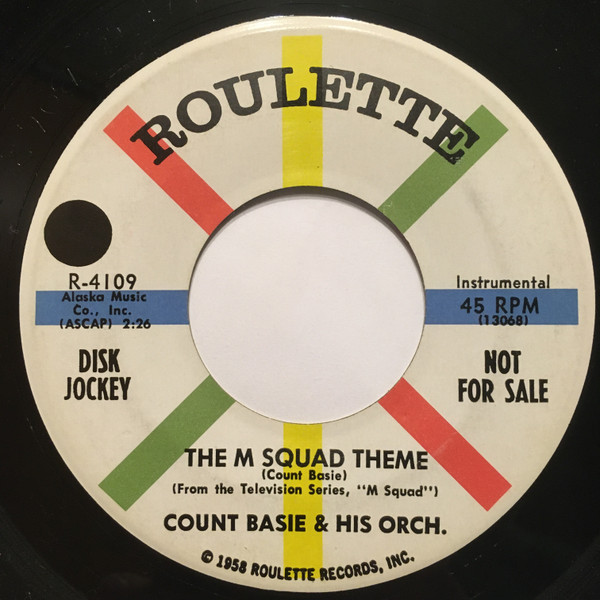 ROULETTE
R-4109
Alaska Music
Co., Inc.
(ASCAP) 2:26
DISK
JOCKEY
Instrumental
45 RPM
(13068)
NOT
FOR SALE
THE M SQUAD THEME
(Count Basie)
(From the Television Series, "M Squad")
COUNT BASIE & HIS ORCH.
© 1958 ROULETTE RECORDS, INC.